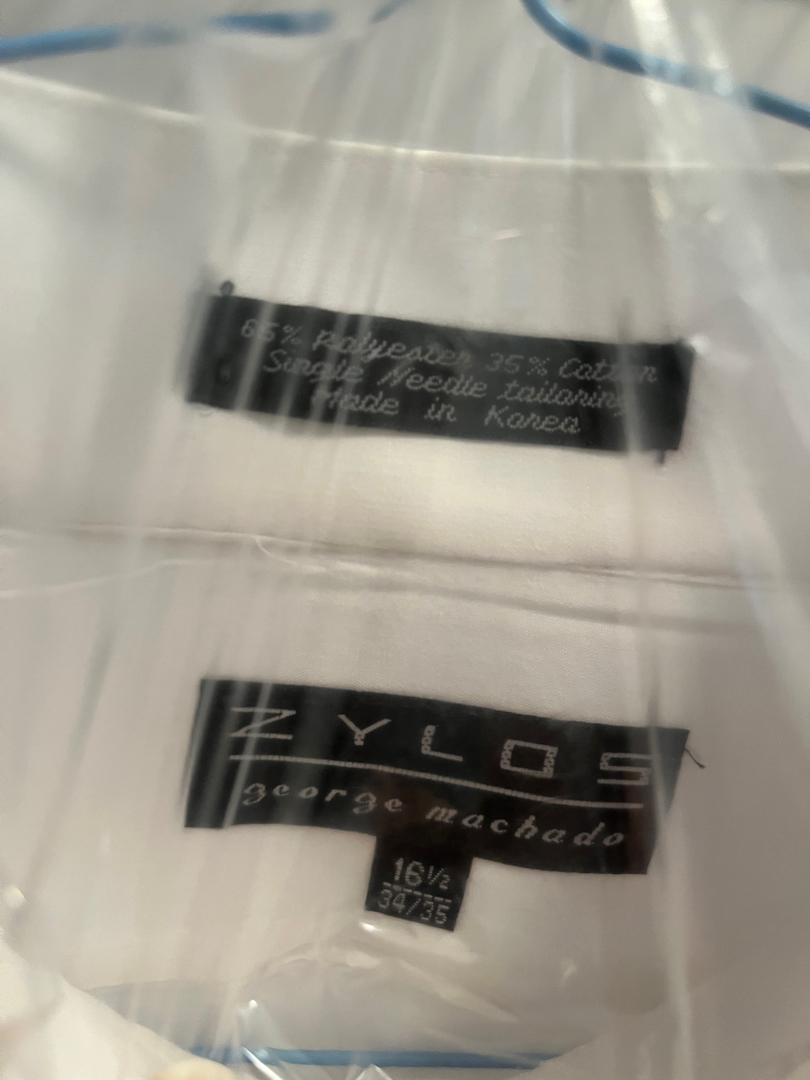 65% Polyester 35% Cotton
Single Needle tailoring
Made in Korea
ZYLOS
george machado
16½
34/35